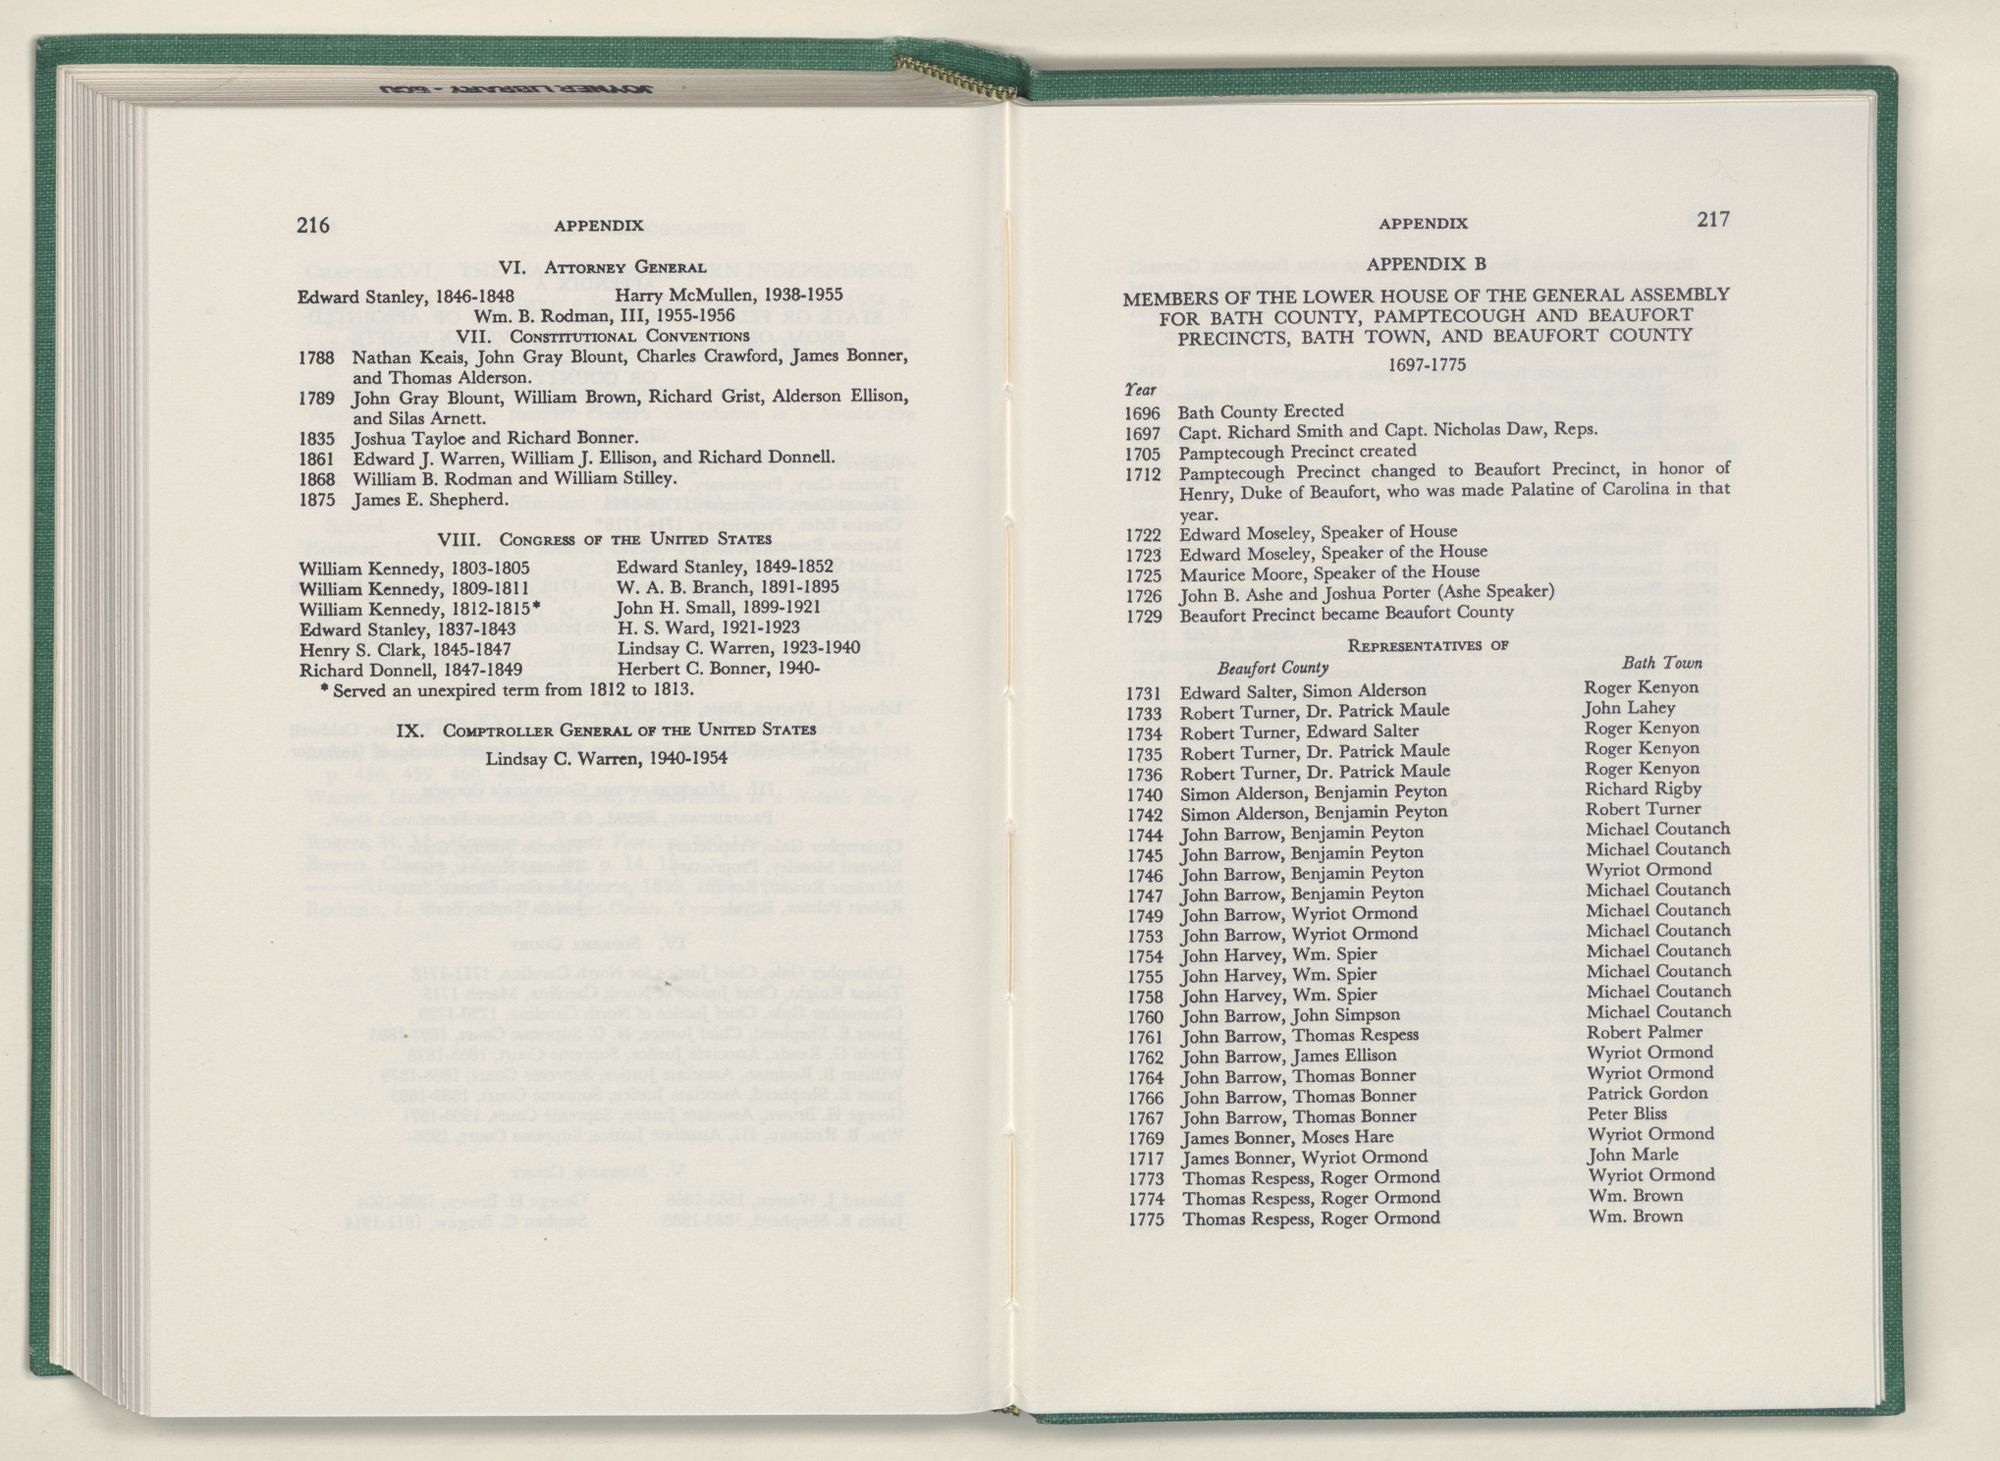 JOYNER LIBRARY - ECU
216
APPENDIX
VI. Attorney General
Edward Stanley, 1846-1848 Harry McMullen, 1938-1955
Wm. B. Rodman, III, 1955-1956
VII. Constitutional Conventions
1788 Nathan Keais, John Gray Blount, Charles Crawford, James Bonner,
and Thomas Alderson.
1789 John Gray Blount, William Brown, Richard Grist, Alderson Ellison,
and Silas Arnett.
1835 Joshua Tayloe and Richard Bonner.
1861 Edward J. Warren, William J. Ellison, and Richard Donnell.
1868 William B. Rodman and William Stilley.
1875 James E. Shepherd.
VIII. Congress of the United States
William Kennedy, 1803-1805 Edward Stanley, 1849-1852
William Kennedy, 1809-1811 W. A. B. Branch, 1891-1895
William Kennedy, 1812-1815* John H. Small, 1899-1921
Edward Stanley, 1837-1843 H. S. Ward, 1921-1923
Henry S. Clark, 1845-1847 Lindsay C. Warren, 1923-1940
Richard Donnell, 1847-1849 Herbert C. Bonner, 1940-
* Served an unexpired term from 1812 to 1813.
IX. Comptroller General of the United States
Lindsay C. Warren, 1940-1954
APPENDIX
217
APPENDIX B
MEMBERS OF THE LOWER HOUSE OF THE GENERAL ASSEMBLY
FOR BATH COUNTY, PAMPTECOUGH AND BEAUFORT
PRECINCTS, BATH TOWN, AND BEAUFORT COUNTY
1697-1775
Year
1696 Bath County Erected
1697 Capt. Richard Smith and Capt. Nicholas Daw, Reps.
1705 Pamptecough Precinct created
1712 Pamptecough Precinct changed to Beaufort Precinct, in honor of
Henry, Duke of Beaufort, who was made Palatine of Carolina in that
year.
1722 Edward Moseley, Speaker of House
1723 Edward Moseley, Speaker of the House
1725 Maurice Moore, Speaker of the House
1726 John B. Ashe and Joshua Porter (Ashe Speaker)
1729 Beaufort Precinct became Beaufort County
Representatives of
Beaufort County Bath Town
1731 Edward Salter, Simon Alderson Roger Kenyon
1733 Robert Turner, Dr. Patrick Maule John Lahey
1734 Robert Turner, Edward Salter Roger Kenyon
1735 Robert Turner, Dr. Patrick Maule Roger Kenyon
1736 Robert Turner, Dr. Patrick Maule Roger Kenyon
1740 Simon Alderson, Benjamin Peyton Richard Rigby
1742 Simon Alderson, Benjamin Peyton Robert Turner
1744 John Barrow, Benjamin Peyton Michael Coutanch
1745 John Barrow, Benjamin Peyton Michael Coutanch
1746 John Barrow, Benjamin Peyton Wyriot Ormond
1747 John Barrow, Benjamin Peyton Michael Coutanch
1749 John Barrow, Wyriot Ormond Michael Coutanch
1753 John Barrow, Wyriot Ormond Michael Coutanch
1754 John Harvey, Wm. Spier Michael Coutanch
1755 John Harvey, Wm. Spier Michael Coutanch
1758 John Harvey, Wm. Spier Michael Coutanch
1760 John Barrow, John Simpson Michael Coutanch
1761 John Barrow, Thomas Respess Robert Palmer
1762 John Barrow, James Ellison Wyriot Ormond
1764 John Barrow, Thomas Bonner Wyriot Ormond
1766 John Barrow, Thomas Bonner Patrick Gordon
1767 John Barrow, Thomas Bonner Peter Bliss
1769 James Bonner, Moses Hare Wyriot Ormond
1717 James Bonner, Wyriot Ormond John Marle
1773 Thomas Respess, Roger Ormond Wyriot Ormond
1774 Thomas Respess, Roger Ormond Wm. Brown
1775 Thomas Respess, Roger Ormond Wm. Brown